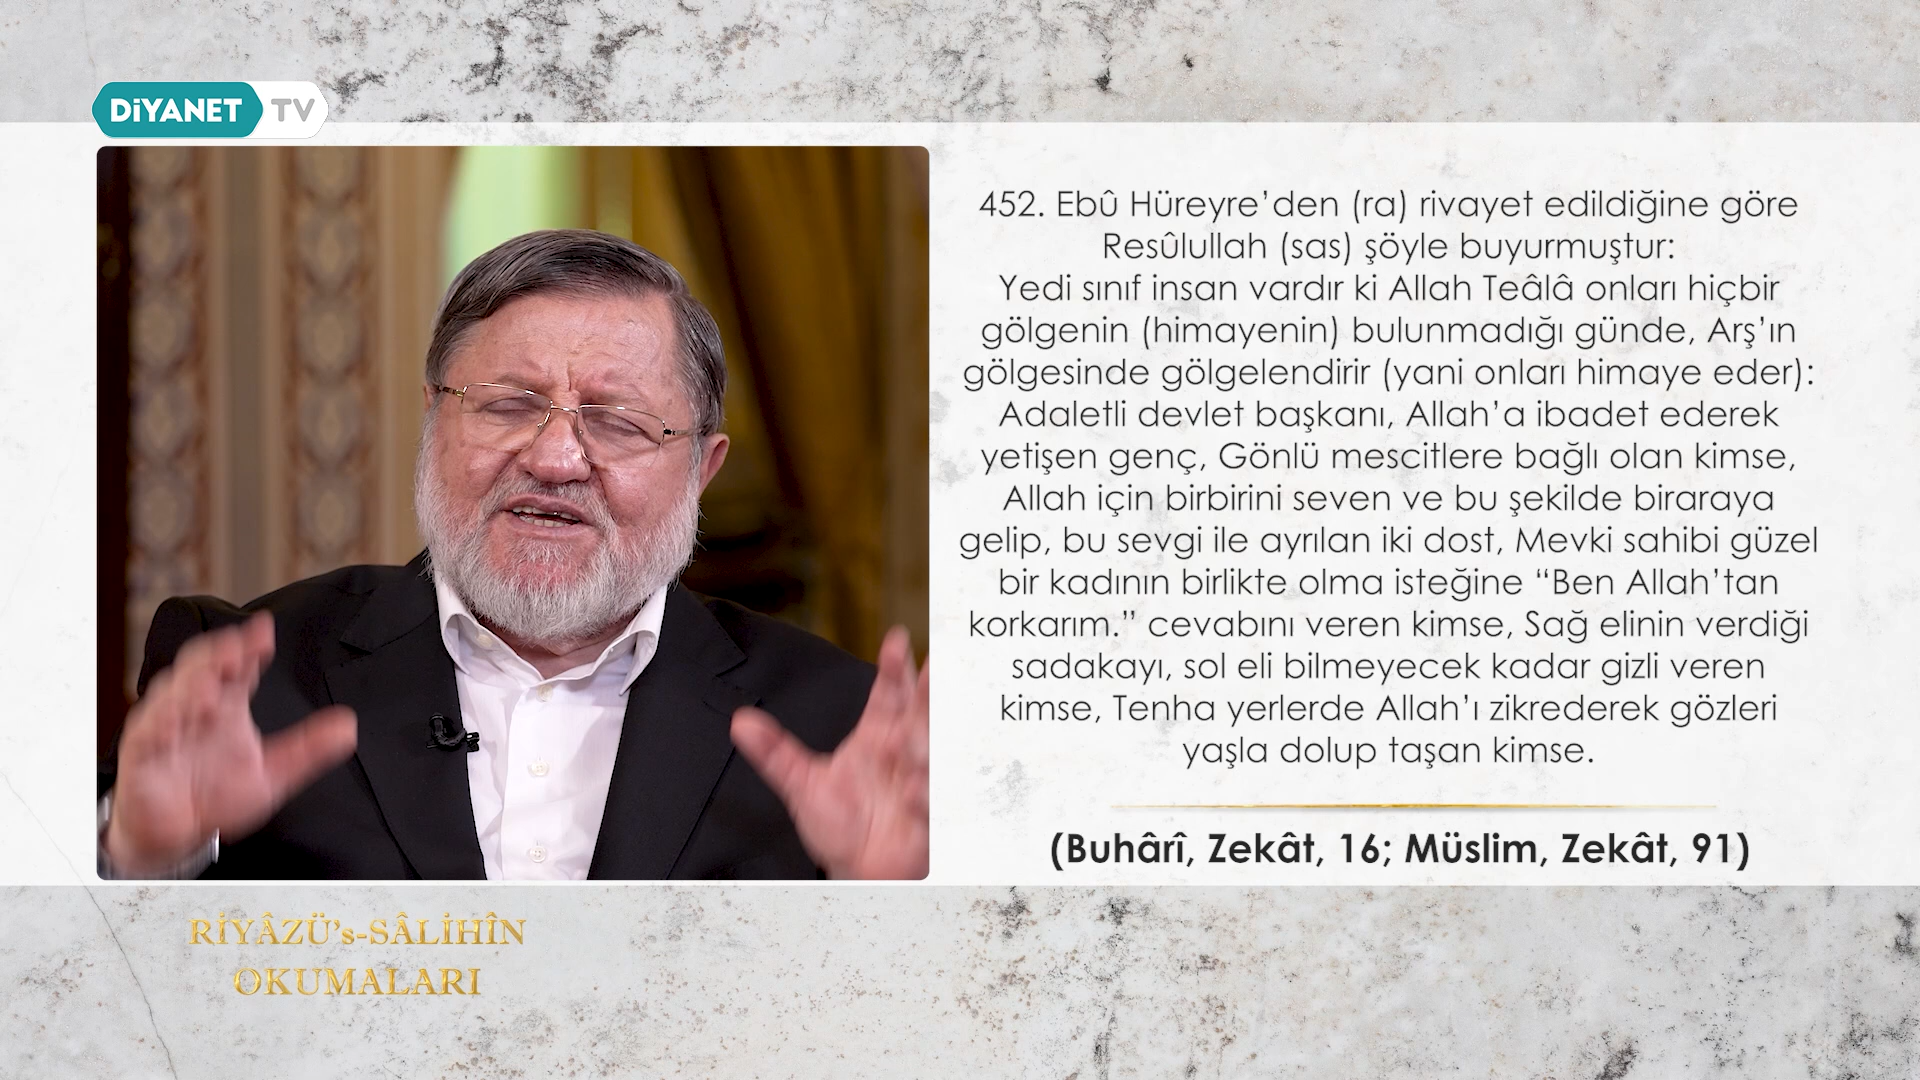 DiYANET TV
452. Ebû Hüreyre’den (ra) rivayet edildiğine göre
Resûlullah (sas) şöyle buyurmuştur:
Yedi sınıf insan vardır ki Allah Teâlâ onları hiçbir
gölgenin (himayenin) bulunmadığı günde, Arş’ın
gölgesinde gölgelendirir (yani onları himaye eder):
Adaletli devlet başkanı, Allah’a ibadet ederek
yetişen genç, Gönlü mescitlere bağlı olan kimse,
Allah için birbirini seven ve bu şekilde biraraya
gelip, bu sevgi ile ayrılan iki dost, Mevki sahibi güzel
bir kadının birlikte olma isteğine “Ben Allah’tan
korkarım.” cevabını veren kimse, Sağ elinin verdiği
sadakayı, sol eli bilmeyecek kadar gizli veren
kimse, Tenha yerlerde Allah’ı zikrederek gözleri
yaşla dolup taşan kimse.
(Buhârî, Zekât, 16; Müslim, Zekât, 91)
RİYÂZÜ’s-SÂLİHÎN
OKUMALARI